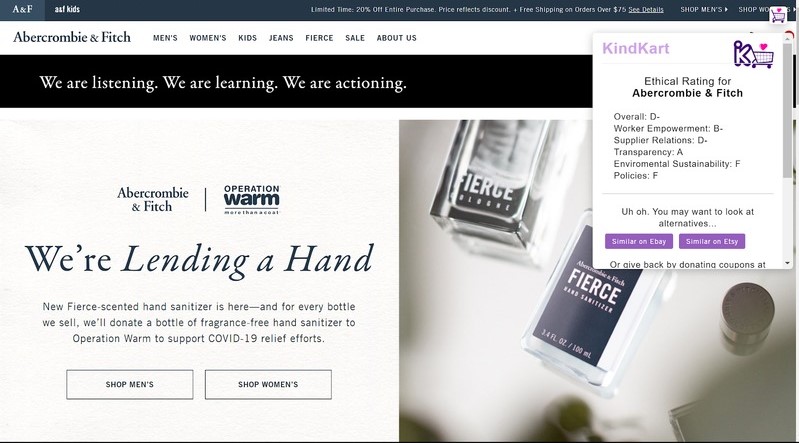 A&F
a&f kids
Limited Time: 20% Off Entire Purchase. Price reflects discount. + Free Shipping on Orders Over $75 See Details
SHOP MEN'S
SHOP
Abercrombie & Fitch
MEN'S
WOMEN'S
KIDS
JEANS
FIERCE
SALE
ABOUT US
We are listening. We are learning. We are actioning.
KindKart
Ethical Rating for
Abercrombie & Fitch
Overall: D-
Worker Empowerment: B-
Supplier Relations: D-
Transparency: A
Enviromental Sustainability: F
Policies: F
Uh oh. You may want to look at
alternatives...
Similar on Ebay
Similar on Etsy
Or give back by donating coupons at
Abercrombie
& Fitch
OPERATION
warm
more than a coat
We're Lending a Hand
New Fierce-scented hand sanitizer is here—and for every bottle
we sell, we'll donate a bottle of fragrance-free hand sanitizer to
Operation Warm to support COVID-19 relief efforts.
SHOP MEN'S
SHOP WOMEN'S
FIERCE
COLOGNE
Abercrombie & Fitch
FIERCE
HAND SANITIZER
3.4 FL. OZ. / 100 mL